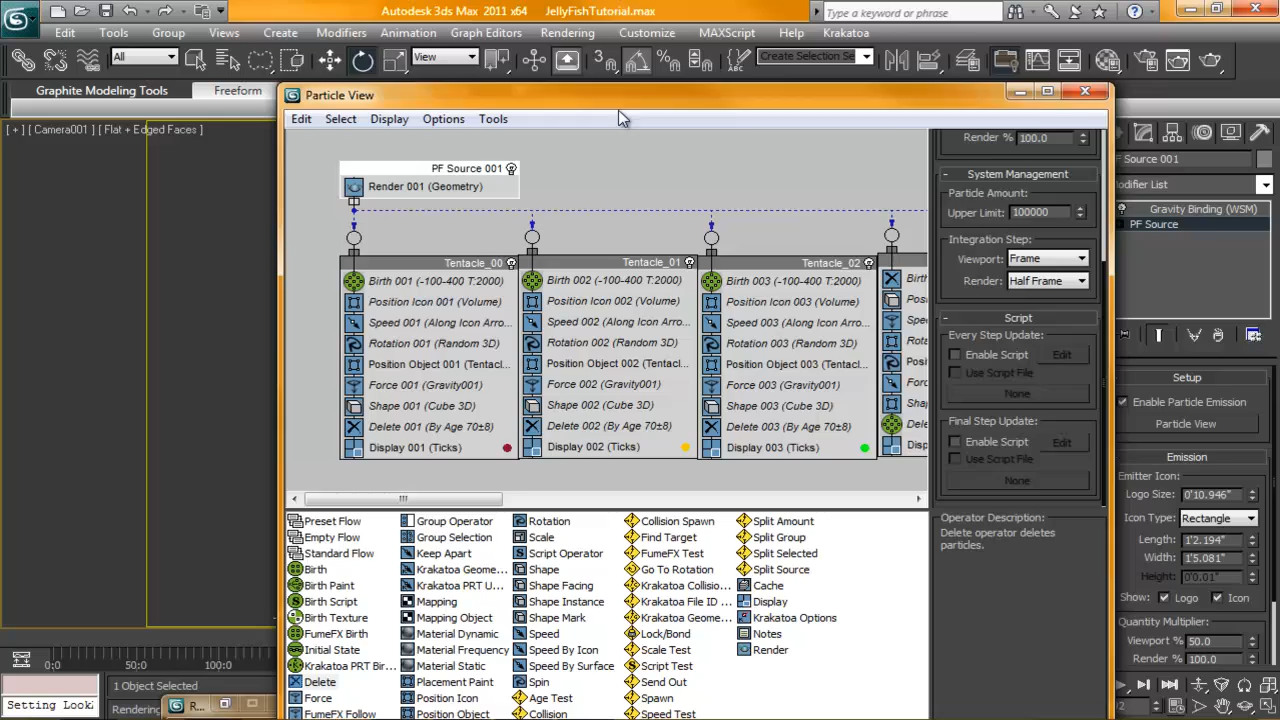 Autodesk 3ds Max 2011 x64 JellyFishTutorial.max
Type a keyword or phrase
Edit Tools Group Views Create Modifiers Animation Graph Editors Rendering Customize MAXScript Help Krakatoa
All View 3 Create Selection Se
Graphite Modeling Tools Freeform
[ + ] [ Camera001 ] [ Flat + Edged Faces ]
Particle View
Edit Select Display Options Tools
PF Source 001
Render 001 (Geometry)
Tentacle_00
Birth 001 (-100-400 T:2000)
Position Icon 001 (Volume)
Speed 001 (Along Icon Arro...
Rotation 001 (Random 3D)
Position Object 001 (Tentacl...
Force 001 (Gravity001)
Shape 001 (Cube 3D)
Delete 001 (By Age 70±8)
Display 001 (Ticks)
Tentacle_01
Birth 002 (-100-400 T:2000)
Position Icon 002 (Volume)
Speed 002 (Along Icon Arro...
Rotation 002 (Random 3D)
Position Object 002 (Tentacl...
Force 002 (Gravity001)
Shape 002 (Cube 3D)
Delete 002 (By Age 70±8)
Display 002 (Ticks)
Tentacle_02
Birth 003 (-100-400 T:2000)
Position Icon 003 (Volume)
Speed 003 (Along Icon Arro...
Rotation 003 (Random 3D)
Position Object 003 (Tentacl...
Force 003 (Gravity001)
Shape 003 (Cube 3D)
Delete 003 (By Age 70±8)
Display 003 (Ticks)
Birth
Posi
Spee
Rota
Posi
Forc
Sha
Dele
Disp
Render % 100.0
- System Management
Particle Amount:
Upper Limit: 100000
Integration Step:
Viewport: Frame
Render: Half Frame
- Script
Every Step Update:
Enable Script Edit
Use Script File
None
Final Step Update:
Enable Script Edit
Use Script File
None
Operator Description:
Delete operator deletes
particles.
Preset Flow
Empty Flow
Standard Flow
Birth
Birth Paint
Birth Script
Birth Texture
FumeFX Birth
Initial State
Krakatoa PRT Bir...
Delete
Force
FumeFX Follow
Group Operator
Group Selection
Keep Apart
Krakatoa Geome...
Krakatoa PRT U...
Mapping
Mapping Object
Material Dynamic
Material Frequency
Material Static
Placement Paint
Position Icon
Position Object
Rotation
Scale
Script Operator
Shape
Shape Facing
Shape Instance
Shape Mark
Speed
Speed By Icon
Speed By Surface
Spin
Age Test
Collision
Collision Spawn
Find Target
FumeFX Test
Go To Rotation
Krakatoa Collisio...
Krakatoa File ID ...
Krakatoa Geome...
Lock/Bond
Scale Test
Script Test
Send Out
Spawn
Speed Test
Split Amount
Split Group
Split Selected
Split Source
Cache
Display
Krakatoa Options
Notes
Render
PF Source 001
Modifier List
Gravity Binding (WSM)
PF Source
- Setup
Enable Particle Emission
Particle View
- Emission
Emitter Icon:
Logo Size: 0'10.946"
Icon Type: Rectangle
Length: 1'2.194"
Width: 1'5.081"
Height: 0'0.01"
Show: Logo Icon
Quantity Multiplier:
Viewport % 50.0
Render % 100.0
0:0 50:0 100:0
1 Object Selected
Setting Look
Rendering
R...